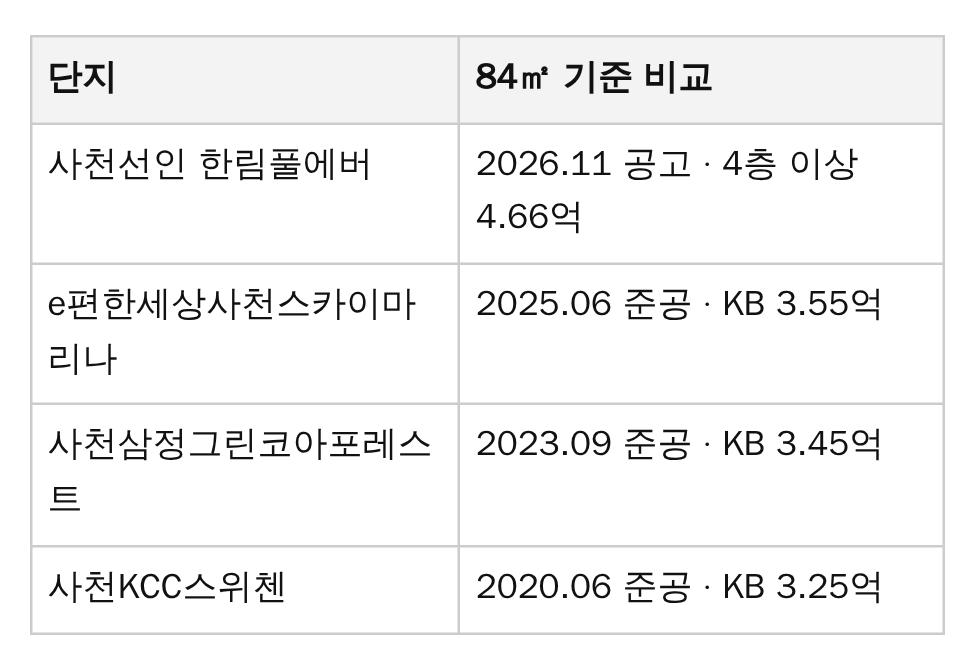 단지
84㎡ 기준 비교
사천선인 한림풀에버
2026.11 공고 · 4층 이상
4.66억
e편한세상사천스카이마
리나
2025.06 준공 · KB 3.55억
사천삼정그린코아포레스
트
2023.09 준공 · KB 3.45억
사천KCC스위첸
2020.06 준공 · KB 3.25억